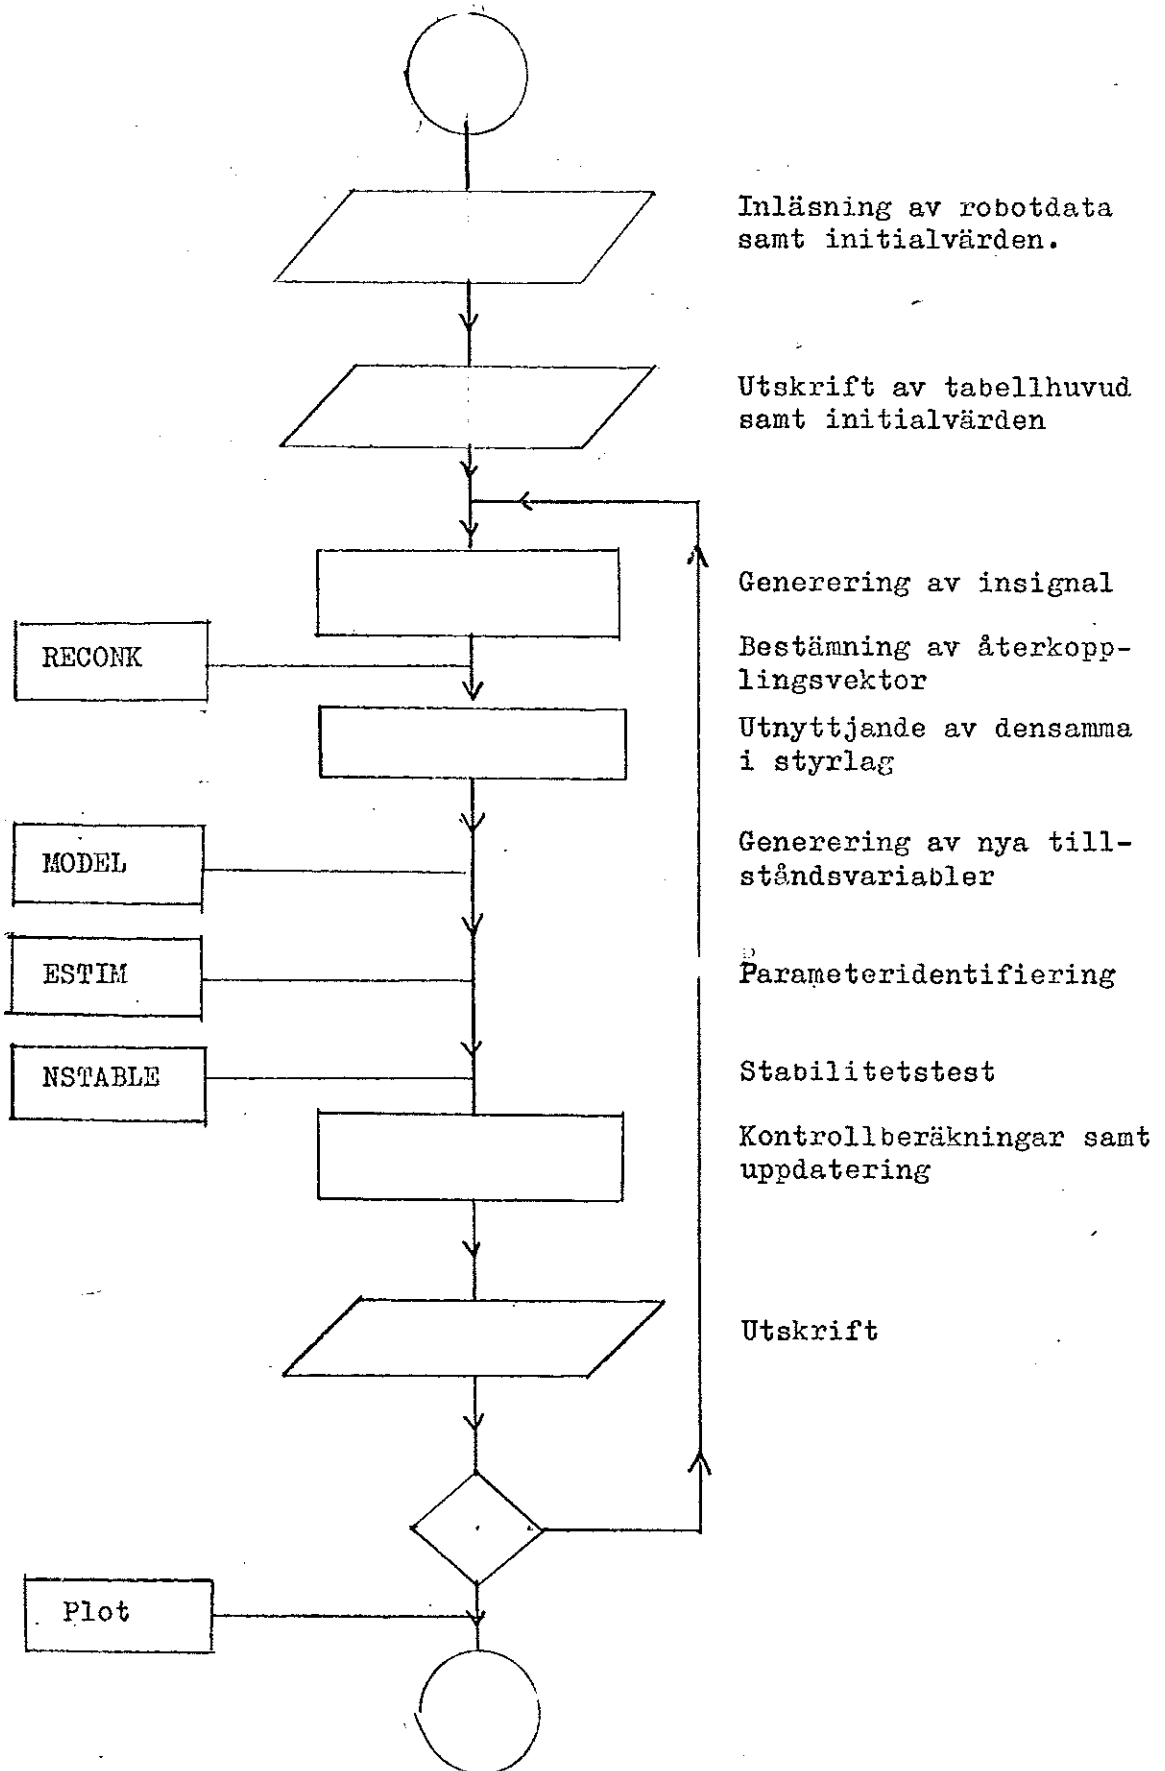 Inläsning av robotdata
samt initialvärden.
Utskrift av tabellhuvud
samt initialvärden
Generering av insignal
RECONK
Bestämning av återkopp-
lingsvektor
Utnyttjande av densamma
i styrlag
MODEL
Generering av nya till-
ståndsvariabler
ESTIM
Parameteridentifiering
NSTABLE
Stabilitetstest
Kontrollberäkningar samt
uppdatering
Utskrift
Plot